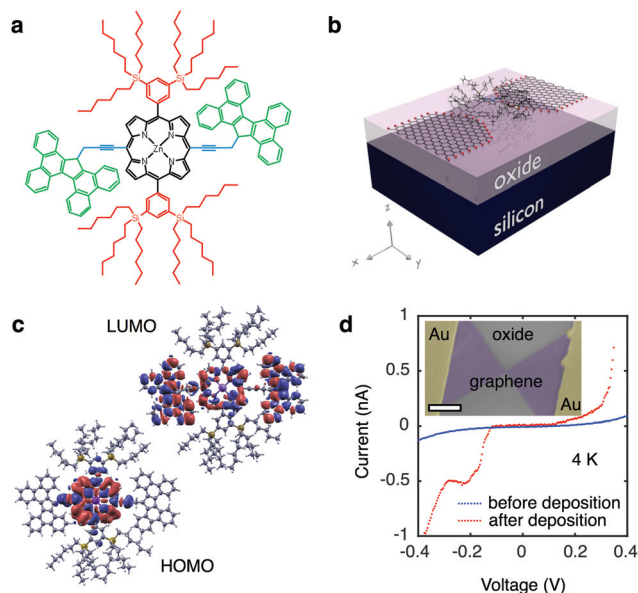 a
Si
Si
N
N
Zn
N
N
Si
Si
b
oxide
silicon
z
x
y
c
LUMO
HOMO
d
Current (nA)
1
0.5
0
-0.5
-1
Au
oxide
graphene
Au
4 K
before deposition
after deposition
-0.4
-0.2
0
0.2
0.4
Voltage (V)